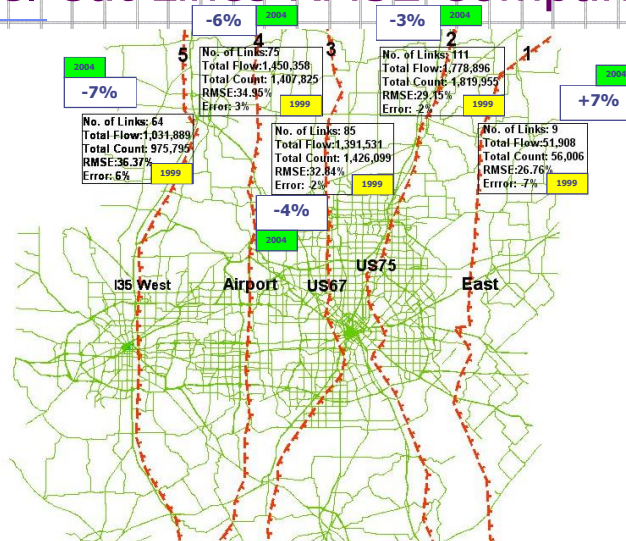 -6%
2004
-3%
2004
5
4
3
2
1
No. of Links:75
Total Flow:1,450,358
Total Count:1,407,825
RMSE:34.95%
Error: 3%
1999
No. of Links: 111
Total Flow:1,778,896
Total Count:1,819,955
RMSE:29.15%
Error: -2%
1999
2004
-7%
2004
+7%
No. of Links: 64
Total Flow:1,031,889
Total Count: 975,795
RMSE:36.37%
Error: 6%
1999
No. of Links: 85
Total Flow:1,391,531
Total Count: 1,426,099
RMSE:32.84%
Error: -2%
1999
No. of Links: 9
Total Flow:51,908
Total Count: 56,006
RMSE:26.76%
Errror: -7%
1999
-4%
2004
I35 West
Airport
US67
US75
East